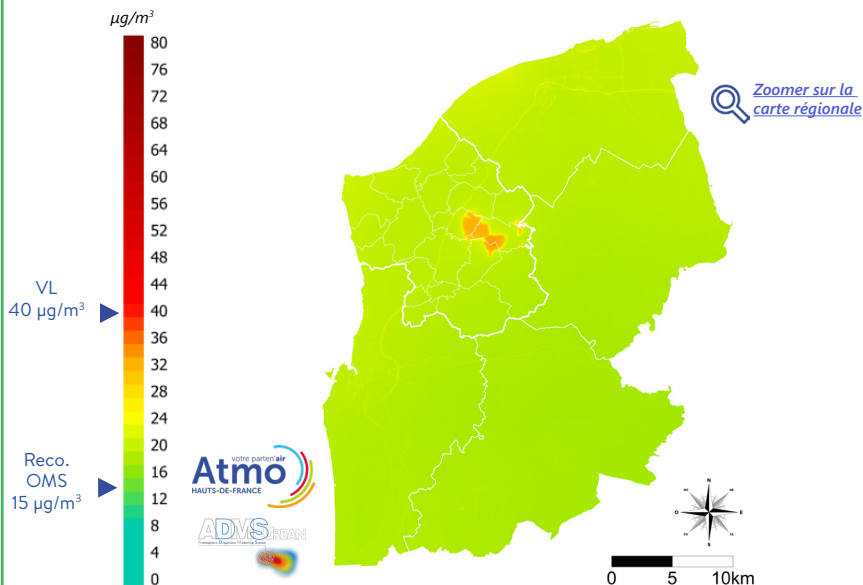 µg/m³
80
76
72
68
64
60
56
52
48
44
40
36
32
28
24
20
16
12
8
4
0
VL
40 µg/m³
Reco.
OMS
15 µg/m³
Zoomer sur la
carte régionale
votre parten'air
Atmo
HAUTS-DE-FRANCE
ADMS URBAN
N
O
E
S
0 5 10km